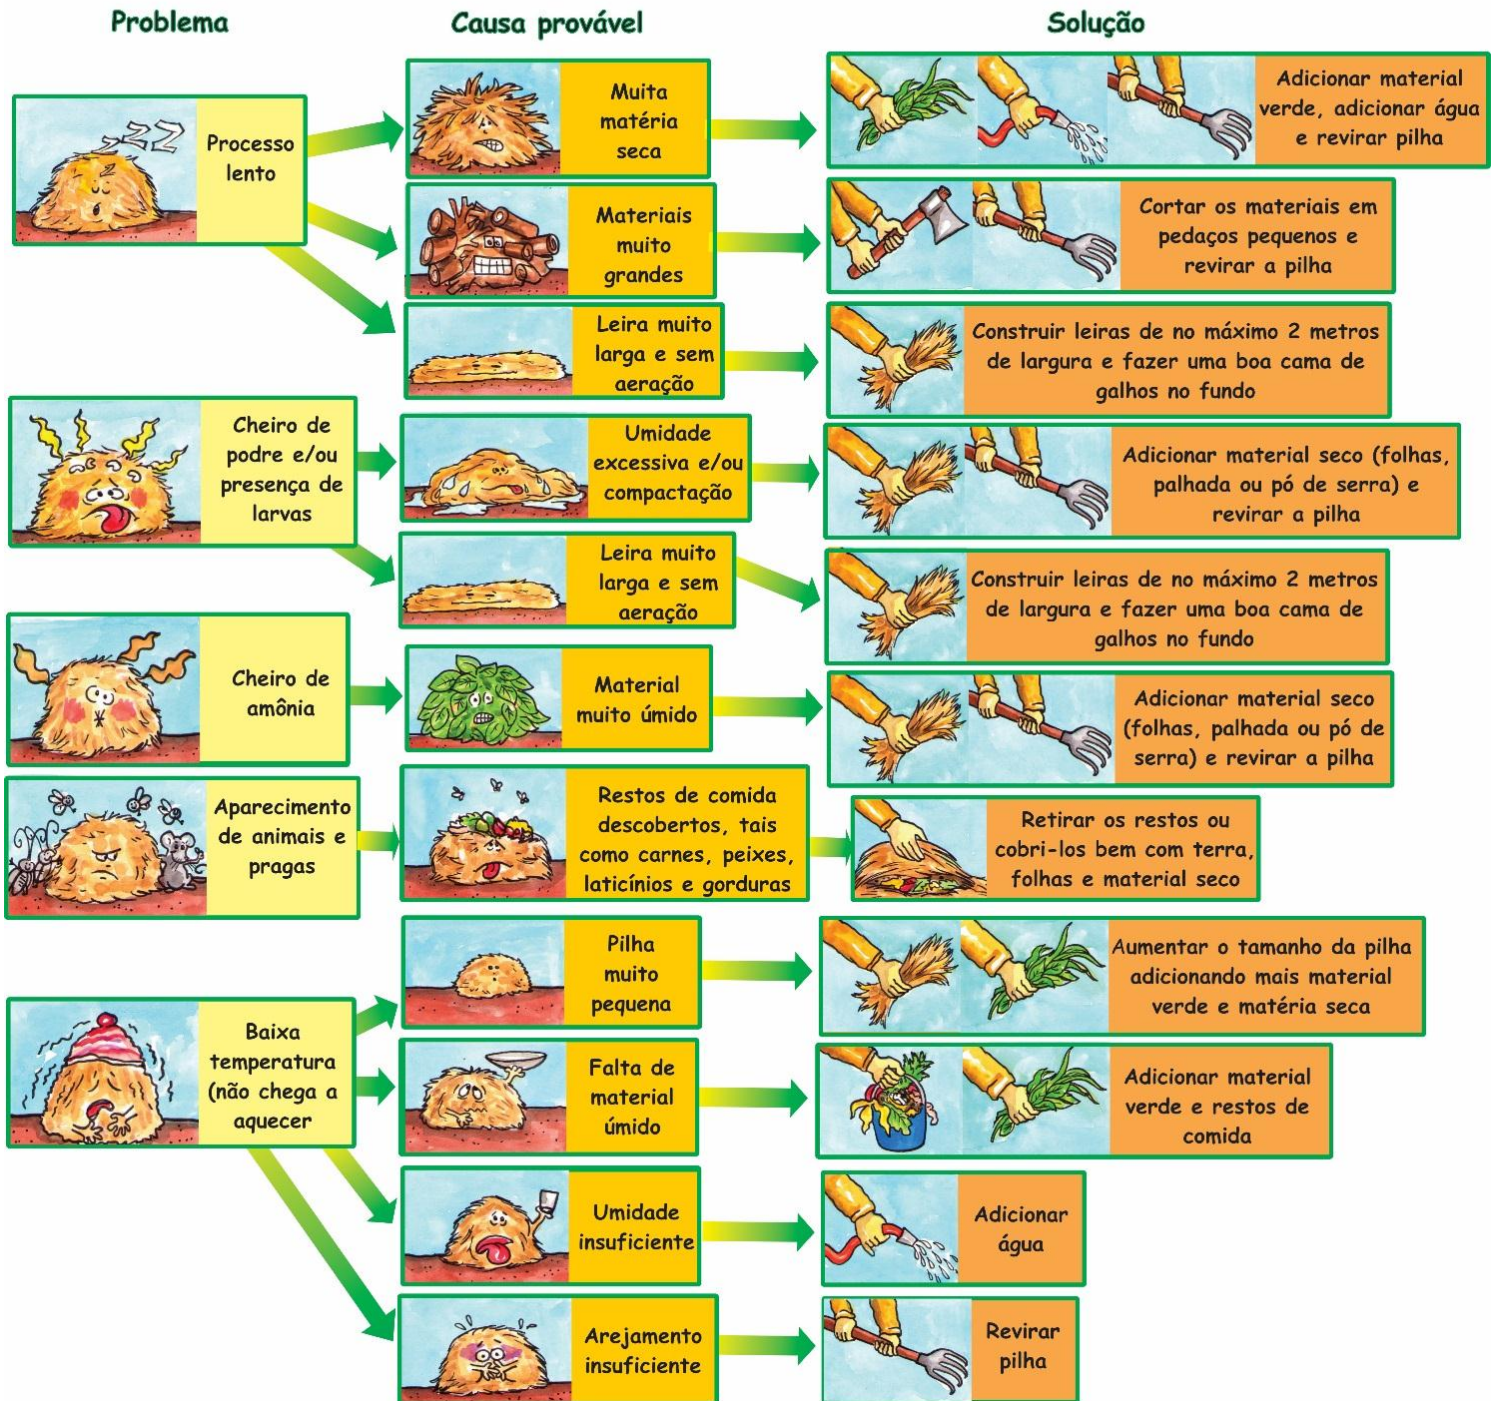 Problema
Causa provável
Solução
Processo
lento
Muita
matéria
seca
Adicionar material
verde, adicionar água
e revirar pilha
Materiais
muito
grandes
Cortar os materiais em
pedaços pequenos e
revirar a pilha
Leira muito
larga e sem
aeração
Construir leiras de no máximo 2 metros
de largura e fazer uma boa cama de
galhos no fundo
Cheiro de
podre e/ou
presença de
larvas
Umidade
excessiva e/ou
compactação
Adicionar material seco (folhas,
palhada ou pó de serra) e
revirar a pilha
Leira muito
larga e sem
aeração
Construir leiras de no máximo 2 metros
de largura e fazer uma boa cama de
galhos no fundo
Cheiro de
amônia
Material
muito úmido
Adicionar material seco
(folhas, palhada ou pó de
serra) e revirar a pilha
Aparecimento
de animais e
pragas
Restos de comida
descobertos, tais
como carnes, peixes,
laticínios e gorduras
Retirar os restos ou
cobri-los bem com terra,
folhas e material seco
Baixa
temperatura
(não chega a
aquecer
Pilha
muito
pequena
Aumentar o tamanho da pilha
adicionando mais material
verde e matéria seca
Falta de
material
úmido
Adicionar material
verde e restos de
comida
Umidade
insuficiente
Adicionar
água
Arejamento
insuficiente
Revirar
pilha
zZZ